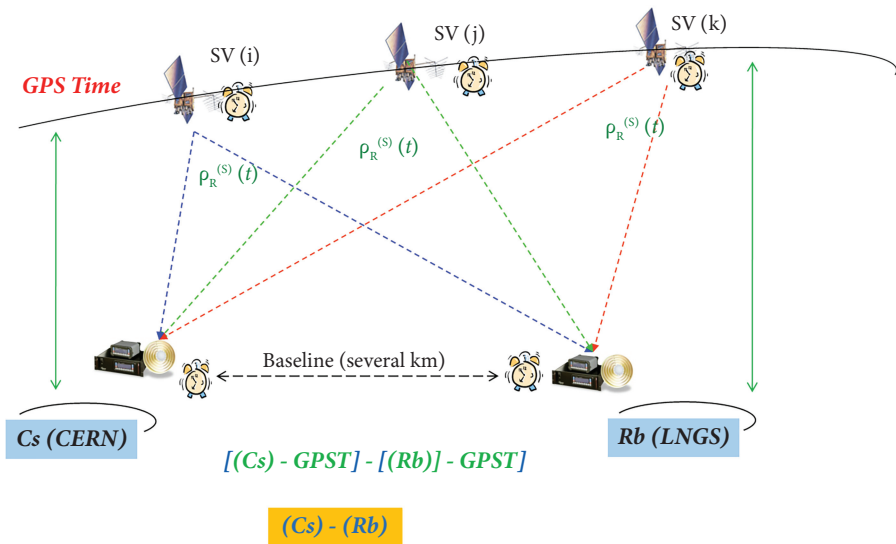 SV (i)
SV (j)
SV (k)
GPS Time
ρR(S) (t)
ρR(S) (t)
ρR(S) (t)
Baseline (several km)
Cs (CERN)
Rb (LNGS)
[(Cs) - GPST] - [(Rb)] - GPST]
(Cs) - (Rb)